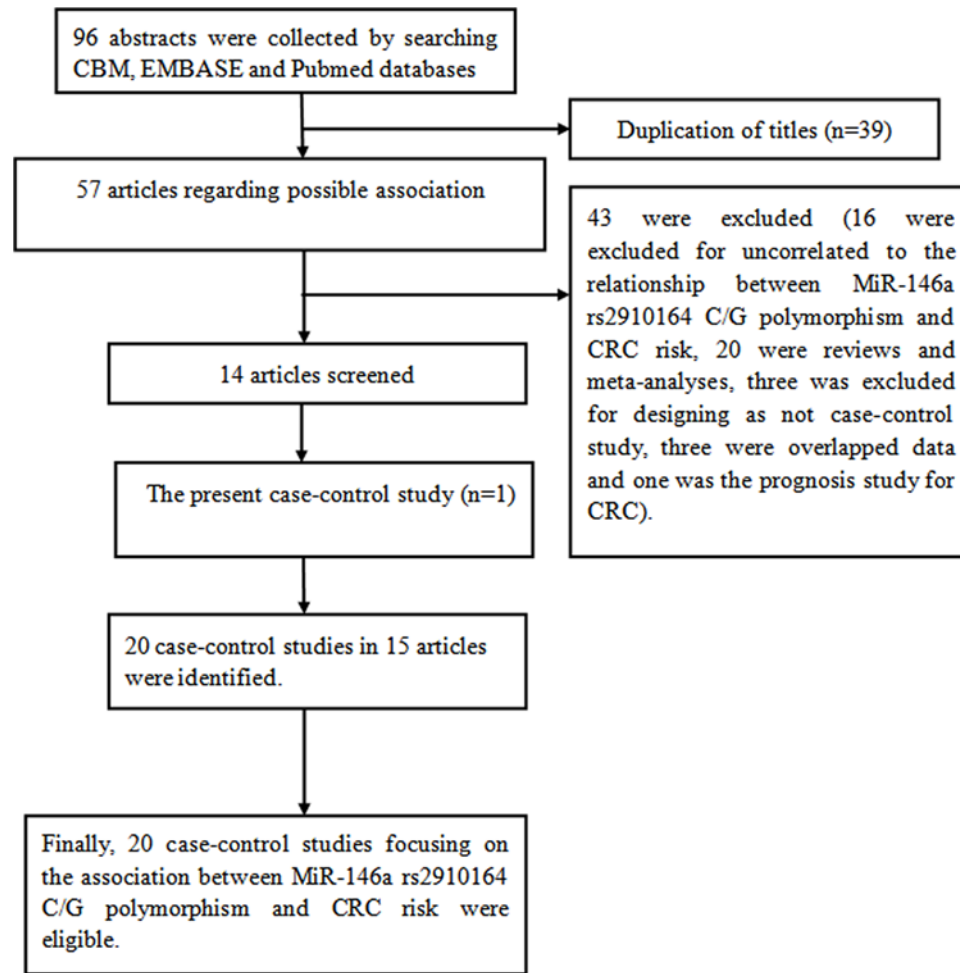 96 abstracts were collected by searching
CBM, EMBASE and Pubmed databases
Duplication of titles (n=39)
57 articles regarding possible association
43 were excluded (16 were
excluded for uncorrelated to the
relationship between MiR-146a
rs2910164 C/G polymorphism and
CRC risk, 20 were reviews and
meta-analyses, three was excluded
for designing as not case-control
study, three were overlapped data
and one was the prognosis study for
CRC).
14 articles screened
The present case-control study (n=1)
20 case-control studies in 15 articles
were identified.
Finally, 20 case-control studies focusing on
the association between MiR-146a rs2910164
C/G polymorphism and CRC risk were
eligible.